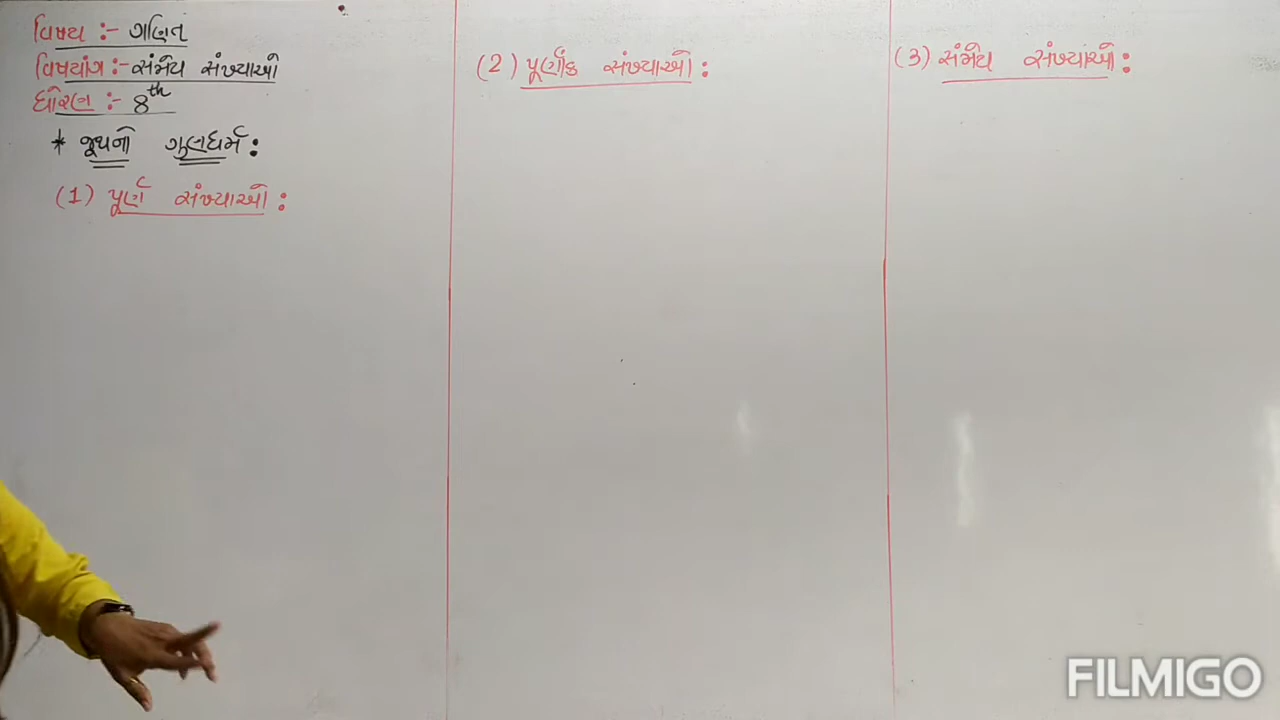 વિષય :- ગણિત
વિષયાંગ :- સંમેય સંખ્યાઓ
ધોરણ :- 8th
* જૂથનો ગુણધર્મ :
(1) પૂર્ણ સંખ્યાઓ :
(2) પૂર્ણાંક સંખ્યાઓ :
(3) સંમેય સંખ્યાઓ :
FILMIGO